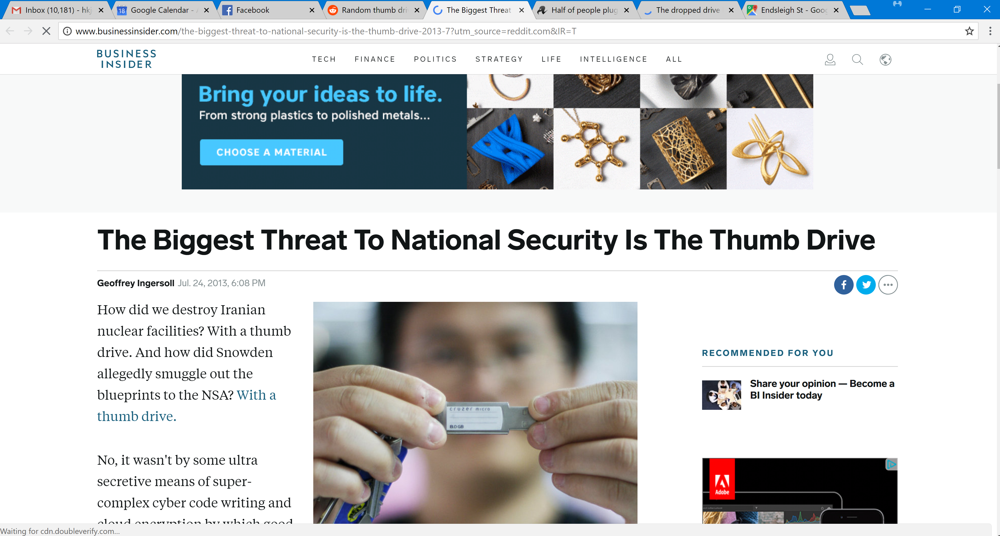 Inbox (10,181) - hkj
Google Calendar -
Facebook
Random thumb dri
The Biggest Threat
Half of people plug
The dropped drive
Endsleigh St - Goog
www.businessinsider.com/the-biggest-threat-to-national-security-is-the-thumb-drive-2013-7?utm_source=reddit.com&IR=T
BUSINESS
INSIDER
TECH FINANCE POLITICS STRATEGY LIFE INTELLIGENCE ALL
Bring your ideas to life.
From strong plastics to polished metals...
CHOOSE A MATERIAL
The Biggest Threat To National Security Is The Thumb Drive
Geoffrey Ingersoll Jul. 24, 2013, 6:08 PM
How did we destroy Iranian
nuclear facilities? With a thumb
drive. And how did Snowden
allegedly smuggle out the
blueprints to the NSA? With a
thumb drive.
No, it wasn't by some ultra
secretive means of super-
complex cyber code writing and
cloud encryption by which good
cruzer micro
8.0 GB
RECOMMENDED FOR YOU
Share your opinion — Become a
BI Insider today
Adobe
Waiting for cdn.doubleverify.com...